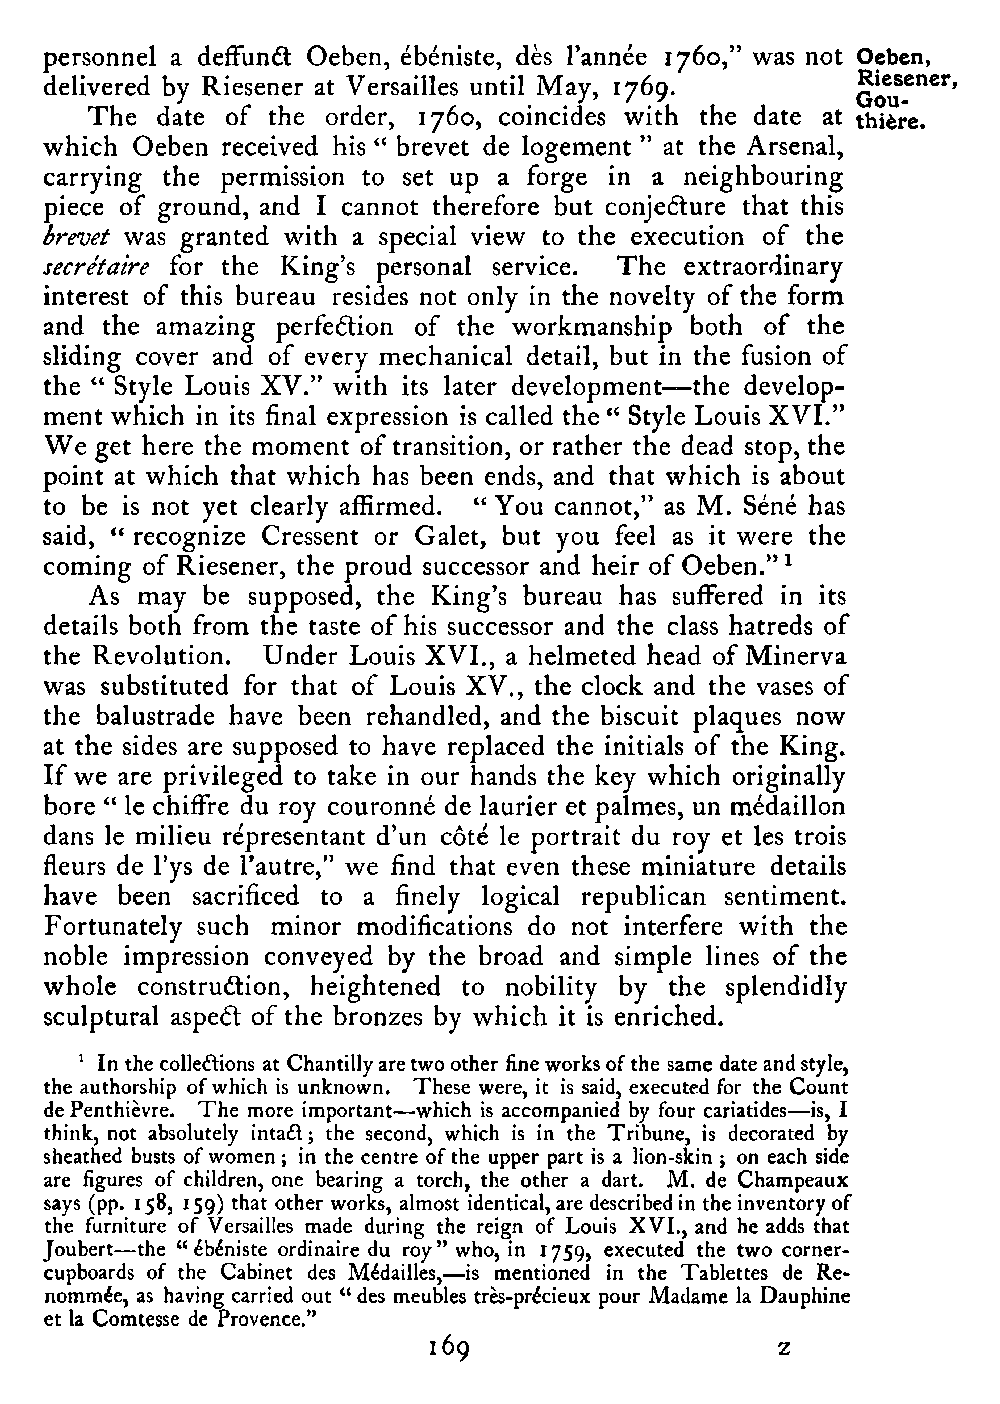 personnel a deffunct Oeben, ébéniste, dès l'année 1760," was not
delivered by Riesener at Versailles until May, 1769.
Oeben,
Riesener,
Gou-
thière.
The date of the order, 1760, coincides with the date at
which Oeben received his " brevet de logement " at the Arsenal,
carrying the permission to set up a forge in a neighbouring
piece of ground, and I cannot therefore but conjecture that this
brevet was granted with a special view to the execution of the
secrétaire for the King's personal service. The extraordinary
interest of this bureau resides not only in the novelty of the form
and the amazing perfection of the workmanship both of the
sliding cover and of every mechanical detail, but in the fusion of
the " Style Louis XV." with its later development—the develop-
ment which in its final expression is called the " Style Louis XVI."
We get here the moment of transition, or rather the dead stop, the
point at which that which has been ends, and that which is about
to be is not yet clearly affirmed. " You cannot," as M. Séné has
said, " recognize Cressent or Galet, but you feel as it were the
coming of Riesener, the proud successor and heir of Oeben." 1
As may be supposed, the King's bureau has suffered in its
details both from the taste of his successor and the class hatreds of
the Revolution. Under Louis XVI., a helmeted head of Minerva
was substituted for that of Louis XV., the clock and the vases of
the balustrade have been rehandled, and the biscuit plaques now
at the sides are supposed to have replaced the initials of the King.
If we are privileged to take in our hands the key which originally
bore " le chiffre du roy couronné de laurier et palmes, un médaillon
dans le milieu répresentant d'un côté le portrait du roy et les trois
fleurs de l'ys de l'autre," we find that even these miniature details
have been sacrificed to a finely logical republican sentiment.
Fortunately such minor modifications do not interfere with the
noble impression conveyed by the broad and simple lines of the
whole construction, heightened to nobility by the splendidly
sculptural aspect of the bronzes by which it is enriched.
1 In the collections at Chantilly are two other fine works of the same date and style,
the authorship of which is unknown. These were, it is said, executed for the Count
de Penthièvre. The more important—which is accompanied by four cariatides—is, I
think, not absolutely intact ; the second, which is in the Tribune, is decorated by
sheathed busts of women ; in the centre of the upper part is a lion-skin ; on each side
are figures of children, one bearing a torch, the other a dart. M. de Champeaux
says (pp. 158, 159) that other works, almost identical, are described in the inventory of
the furniture of Versailles made during the reign of Louis XVI., and he adds that
Joubert—the " ébéniste ordinaire du roy " who, in 1759, executed the two corner-
cupboards of the Cabinet des Médailles,—is mentioned in the Tablettes de Re-
nommée, as having carried out " des meubles très-précieux pour Madame la Dauphine
et la Comtesse de Provence."
169 z